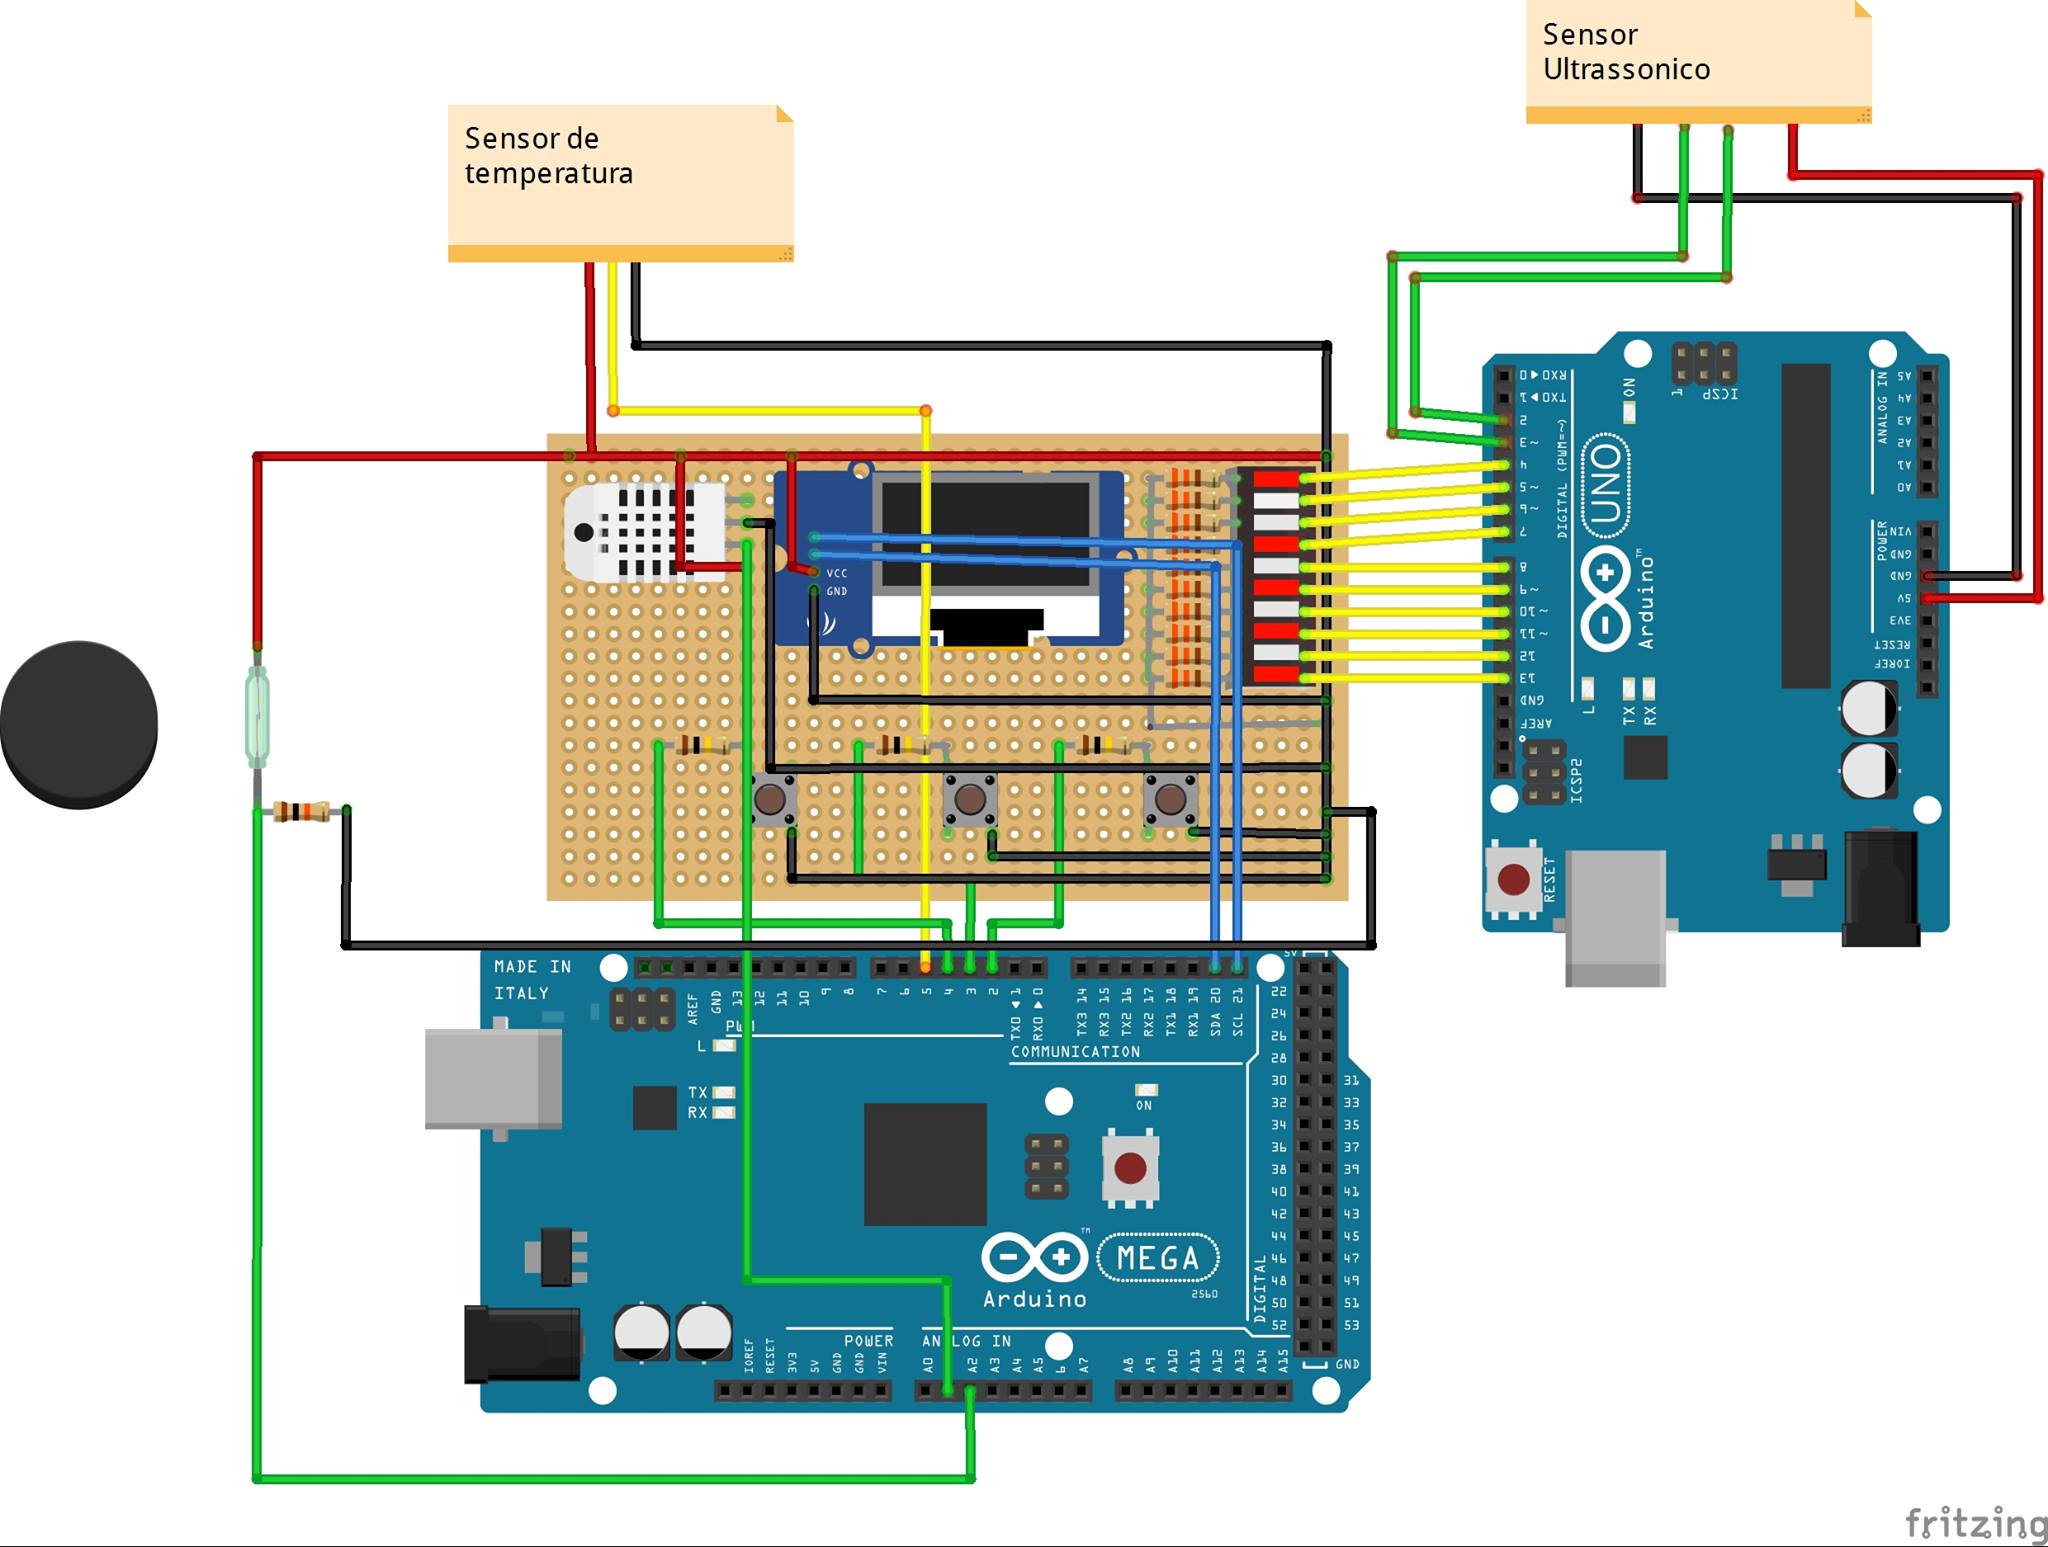 Sensor
Ultrassonico
Sensor de
temperatura
VCC
GND
RX0 ◀ 0
TX0 ▶ 1
2
3 ~
4
5 ~
6 ~
7
8
9 ~
10 ~
11 ~
12
13
GND
AREF
DIGITAL (PWM=~)
ON
1
ICSP
UNO
Arduino
TM
L
TX
RX
ICSP2
RESET
ANALOG IN
A5
A4
A3
A2
A1
A0
POWER
VIN
GND
GND
5V
3V3
RESET
IOREF
MADE IN
ITALY
AREF
GND
13
12
11
10
9
8
7
6
5
4
3
2
TX0 ▶ 1
RX0 ◀ 0
TX3 14
RX3 15
TX2 16
RX2 17
TX1 18
RX1 19
SDA 20
SCL 21
PWM
COMMUNICATION
L
TX
RX
ON
5V
22
24
26
28
30 31
32 33
34 35
36 37
38 39
40 41
42 43
44 45
46 47
48 49
50 51
52 53
GND
DIGITAL
TM
MEGA
2560
Arduino
POWER
ANALOG IN
IOREF
RESET
3V3
5V
GND
GND
VIN
A0
A2
A3
A4
A5
6
A7
A8
A9
A10
A11
A12
A13
A14
A15
fritzing